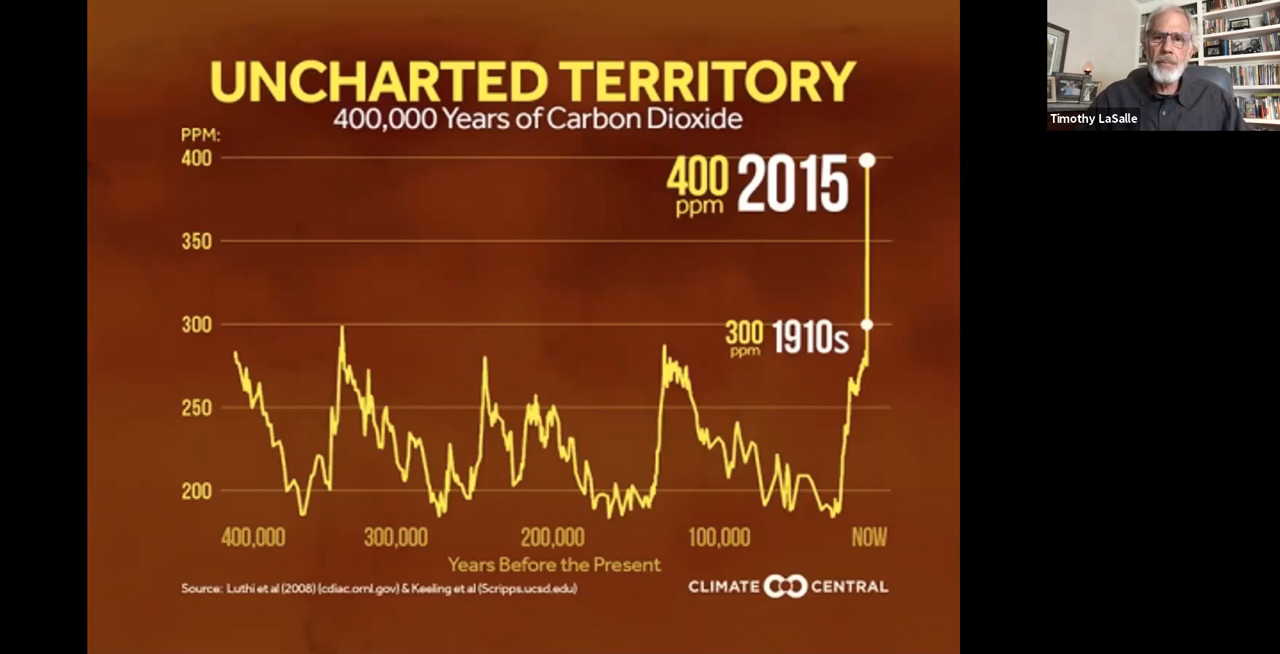 UNCHARTED TERRITORY
400,000 Years of Carbon Dioxide
PPM:
400
400 ppm 2015
350
300
300 ppm 1910s
250
200
400,000 300,000 200,000 100,000 NOW
Years Before the Present
Source: Luthi et al (2008) (cdiac.ornl.gov) & Keeling et al (Scripps.ucsd.edu)
CLIMATE CENTRAL
Timothy LaSalle